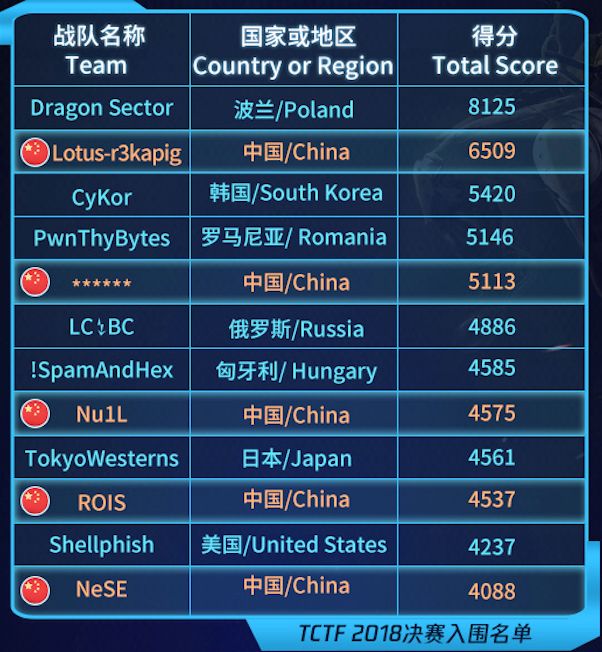 战队名称 国家或地区 得分
Team Country or Region Total Score
Dragon Sector 波兰/Poland 8125
Lotus-r3kapig 中国/China 6509
CyKor 韩国/South Korea 5420
PwnThyBytes 罗马尼亚/ Romania 5146
****** 中国/China 5113
LC↯BC 俄罗斯/Russia 4886
!SpamAndHex 匈牙利/ Hungary 4585
Nu1L 中国/China 4575
TokyoWesterns 日本/Japan 4561
ROIS 中国/China 4537
Shellphish 美国/United States 4237
NeSE 中国/China 4088
TCTF 2018决赛入围名单